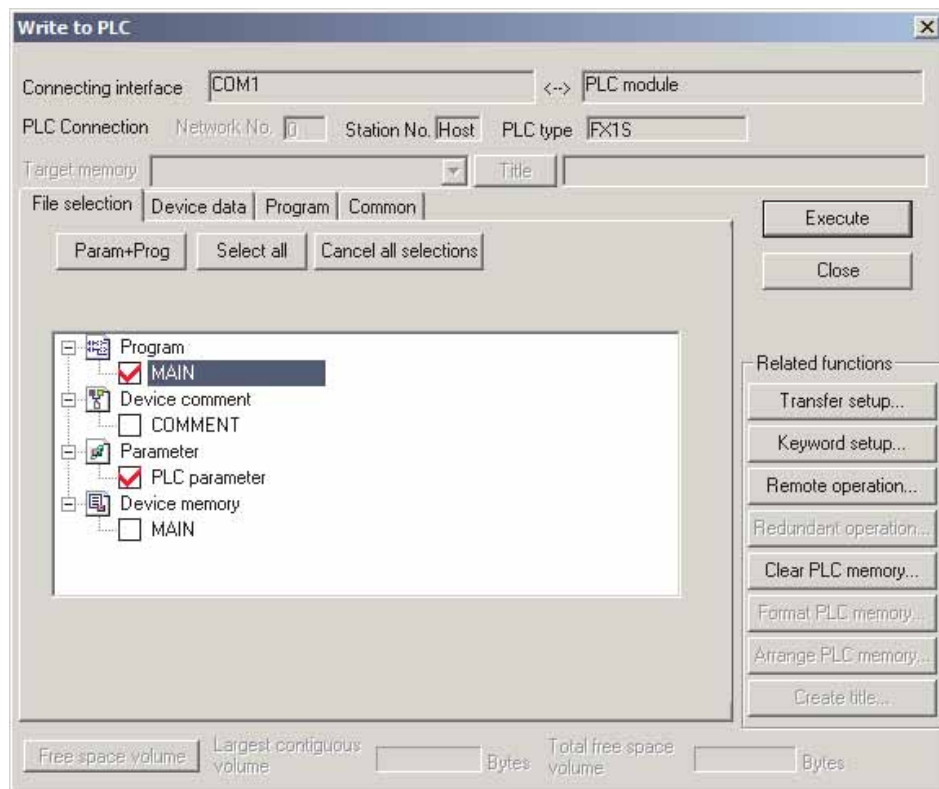 Write to PLC
Connecting interface COM1 <--> PLC module
PLC Connection Network No. 0 Station No. Host PLC type FX1S
Target memory Title
File selection Device data Program Common
Execute
Param+Prog Select all Cancel all selections
Close
Program
MAIN
Device comment
COMMENT
Parameter
PLC parameter
Device memory
MAIN
Related functions
Transfer setup...
Keyword setup...
Remote operation...
Redundant operation...
Clear PLC memory...
Format PLC memory...
Arrange PLC memory...
Create title...
Free space volume Largest contiguous volume Bytes Total free space volume Bytes